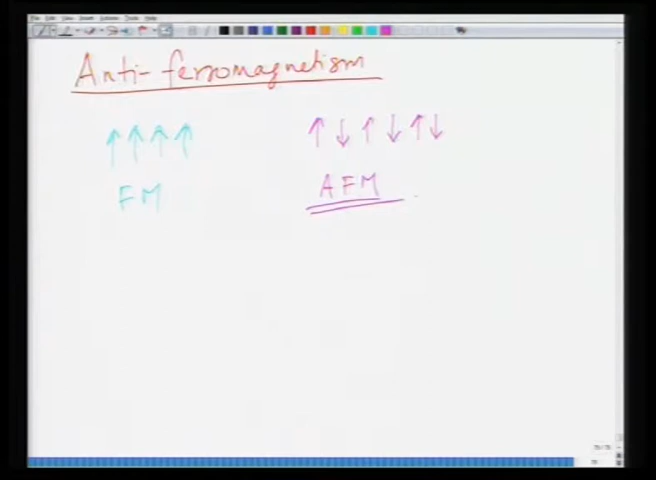 Anti-ferromagnetism
↑ ↑ ↑ ↑ ↑ ↓ ↑ ↓ ↑ ↓
FM AFM